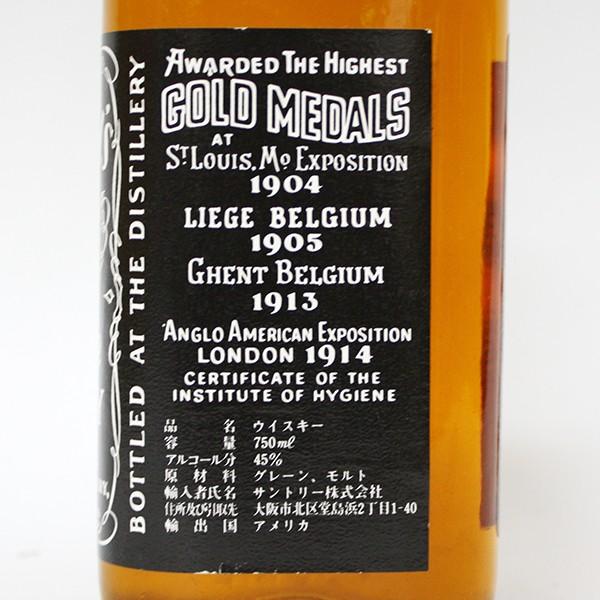 BOTTLED AT THE DISTILLERY
AWARDED THE HIGHEST
GOLD MEDALS
AT
ST. LOUIS, MO EXPOSITION
1904
LIEGE BELGIUM
1905
GHENT BELGIUM
1913
ANGLO AMERICAN EXPOSITION
LONDON 1914
CERTIFICATE OF THE
INSTITUTE OF HYGIENE
品名 ウイスキー
容量 750mℓ
アルコール分 45%
原材料 グレーン、モルト
輸入者氏名 サントリー株式会社
住所及び引取先 大阪市北区堂島浜2丁目1-40
輸出国 アメリカ